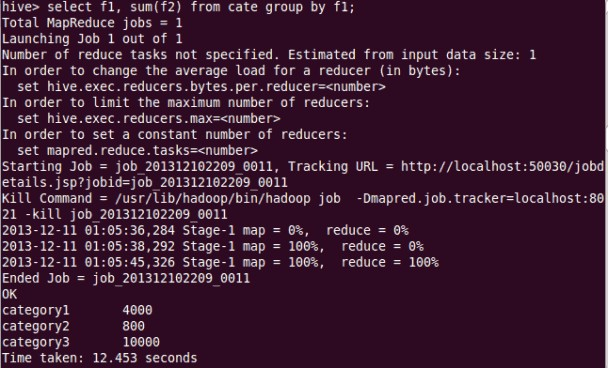 hive> select f1, sum(f2) from cate group by f1;
Total MapReduce jobs = 1
Launching Job 1 out of 1
Number of reduce tasks not specified. Estimated from input data size: 1
In order to change the average load for a reducer (in bytes):
  set hive.exec.reducers.bytes.per.reducer=<number>
In order to limit the maximum number of reducers:
  set hive.exec.reducers.max=<number>
In order to set a constant number of reducers:
  set mapred.reduce.tasks=<number>
Starting Job = job_201312102209_0011, Tracking URL = http://localhost:50030/jobd
etails.jsp?jobid=job_201312102209_0011
Kill Command = /usr/lib/hadoop/bin/hadoop job  -Dmapred.job.tracker=localhost:80
21 -kill job_201312102209_0011
2013-12-11 01:05:36,284 Stage-1 map = 0%,  reduce = 0%
2013-12-11 01:05:38,292 Stage-1 map = 100%,  reduce = 0%
2013-12-11 01:05:45,326 Stage-1 map = 100%,  reduce = 100%
Ended Job = job_201312102209_0011
OK
category1       4000
category2       800
category3       10000
Time taken: 12.453 seconds